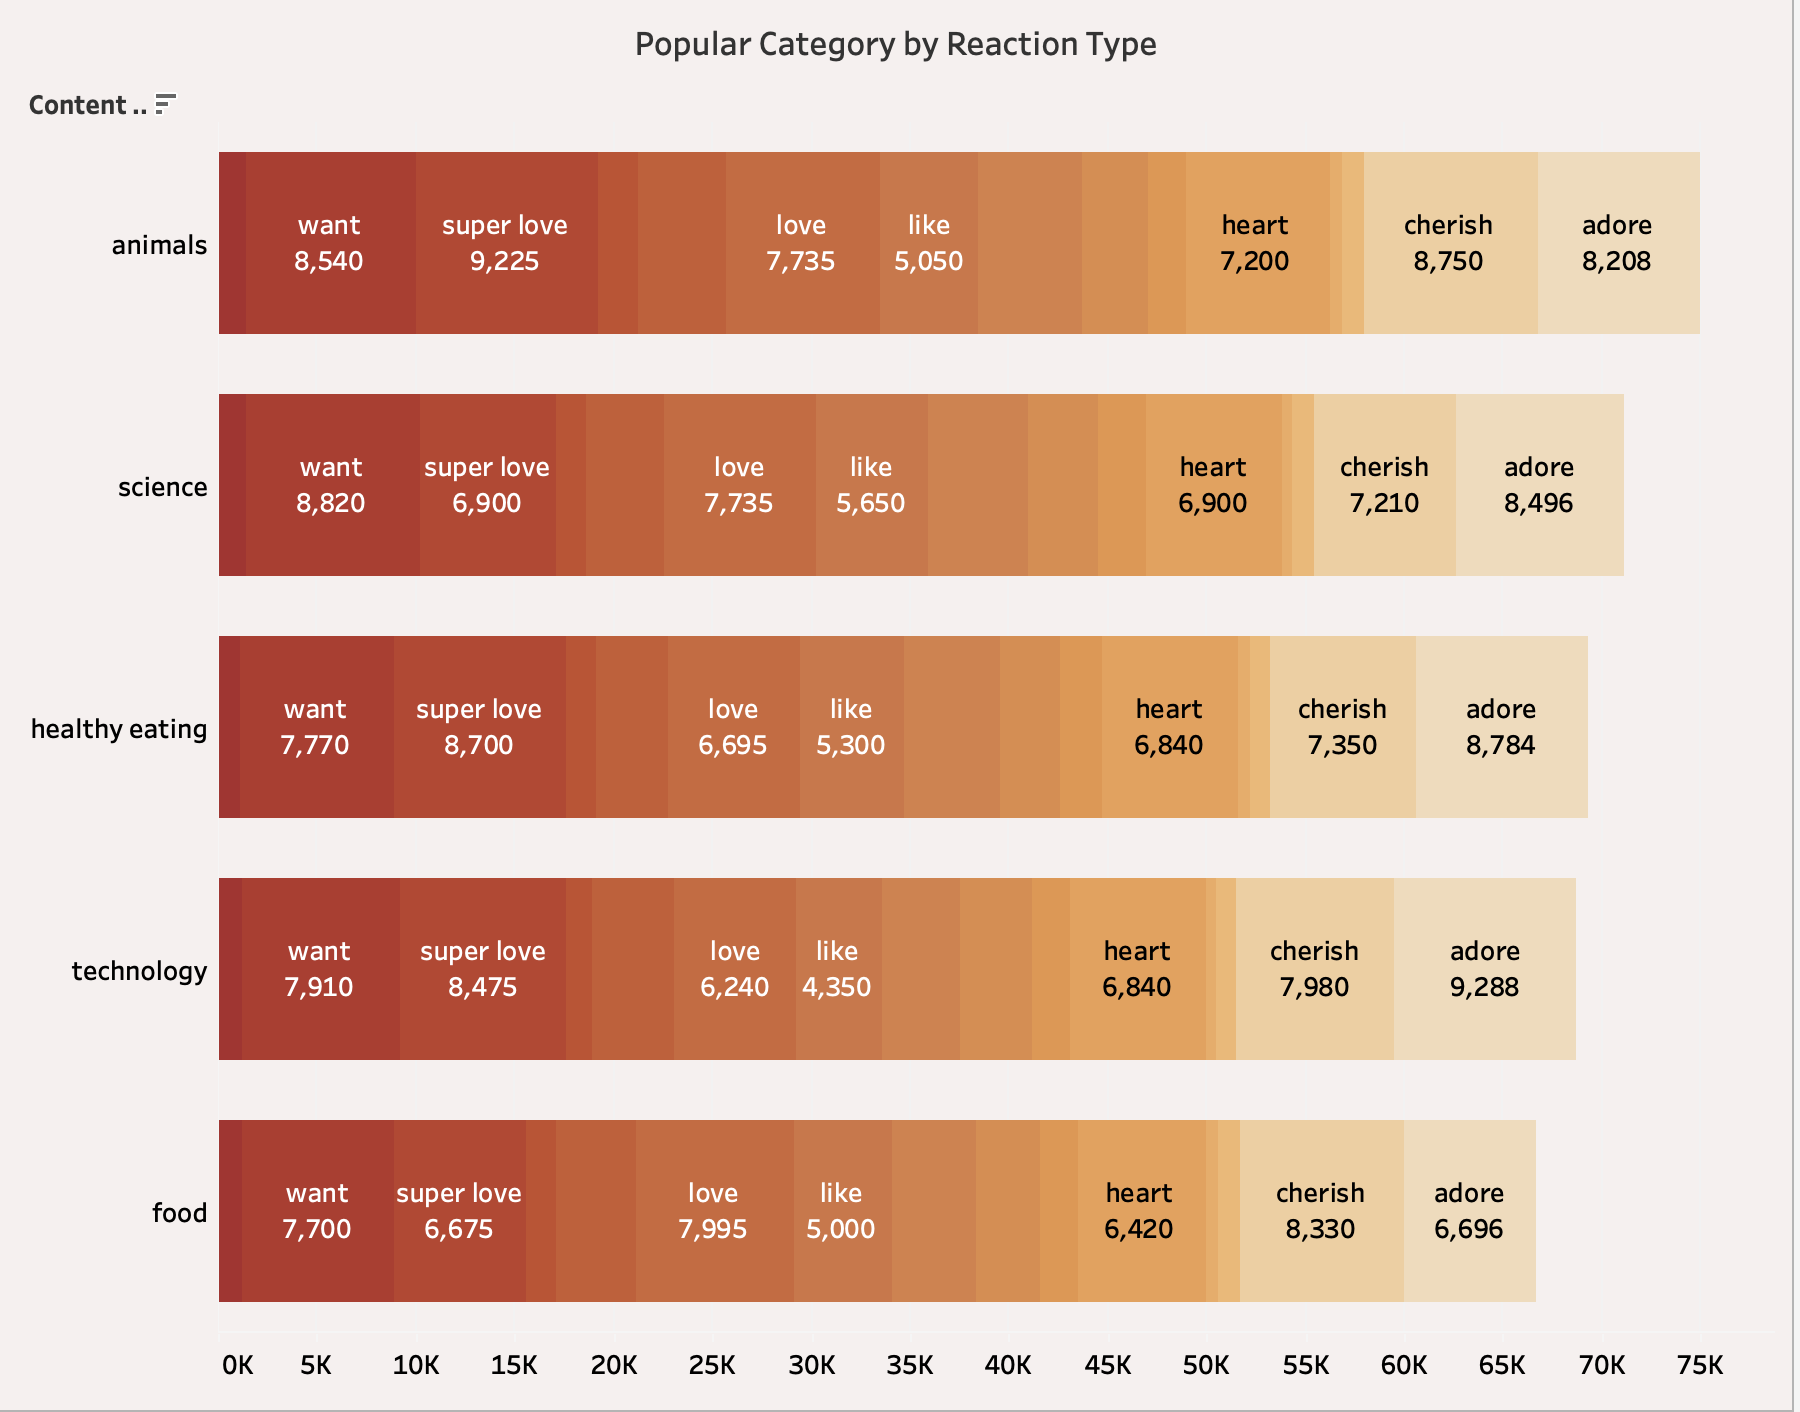 Popular Category by Reaction Type
Content ..
animals
want
8,540
super love
9,225
love
7,735
like
5,050
heart
7,200
cherish
8,750
adore
8,208
science
want
8,820
super love
6,900
love
7,735
like
5,650
heart
6,900
cherish
7,210
adore
8,496
healthy eating
want
7,770
super love
8,700
love
6,695
like
5,300
heart
6,840
cherish
7,350
adore
8,784
technology
want
7,910
super love
8,475
love
6,240
like
4,350
heart
6,840
cherish
7,980
adore
9,288
food
want
7,700
super love
6,675
love
7,995
like
5,000
heart
6,420
cherish
8,330
adore
6,696
0K 5K 10K 15K 20K 25K 30K 35K 40K 45K 50K 55K 60K 65K 70K 75K